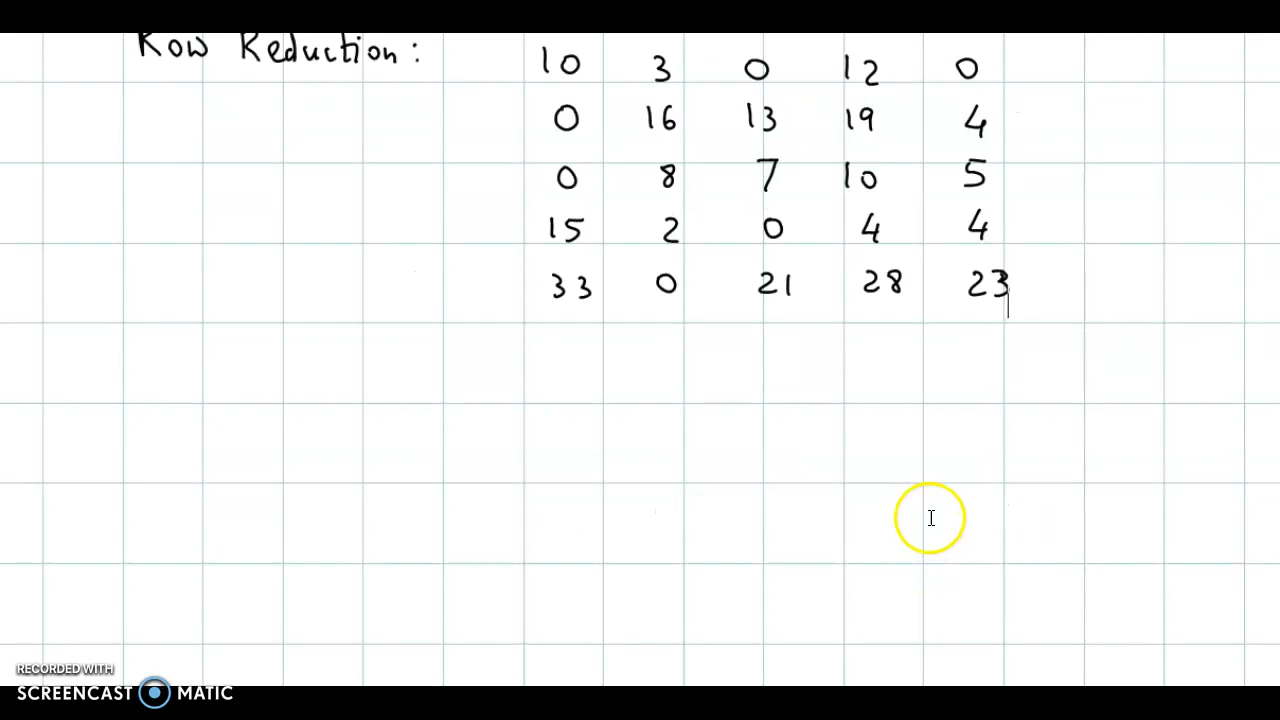 Row Reduction:
10 3 0 12 0
0 16 13 19 4
0 8 7 10 5
15 2 0 4 4
33 0 21 28 23
RECORDED WITH
SCREENCAST MATIC